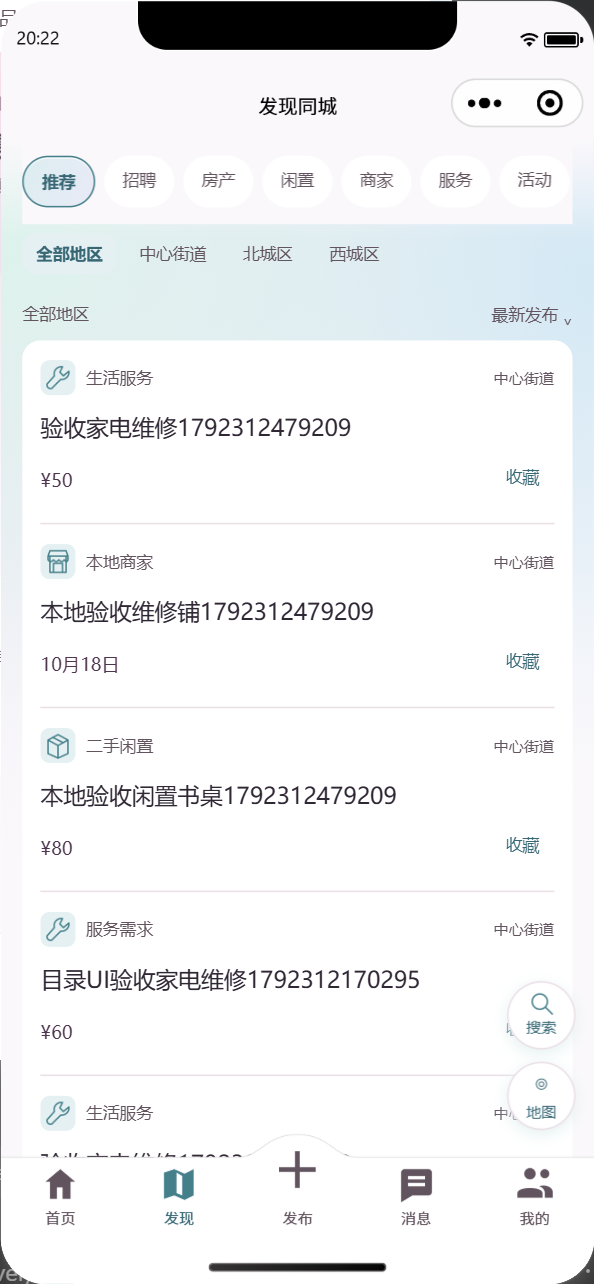 20:22
发现同城
推荐 招聘 房产 闲置 商家 服务 活动
全部地区 中心街道 北城区 西城区
全部地区 最新发布
生活服务 中心街道
验收家电维修1792312479209
¥50 收藏
本地商家 中心街道
本地验收维修铺1792312479209
10月18日 收藏
二手闲置 中心街道
本地验收闲置书桌1792312479209
¥80 收藏
服务需求 中心街道
目录UI验收家电维修1792312170295
¥60
搜索
生活服务 中
地图
首页 发现 发布 消息 我的